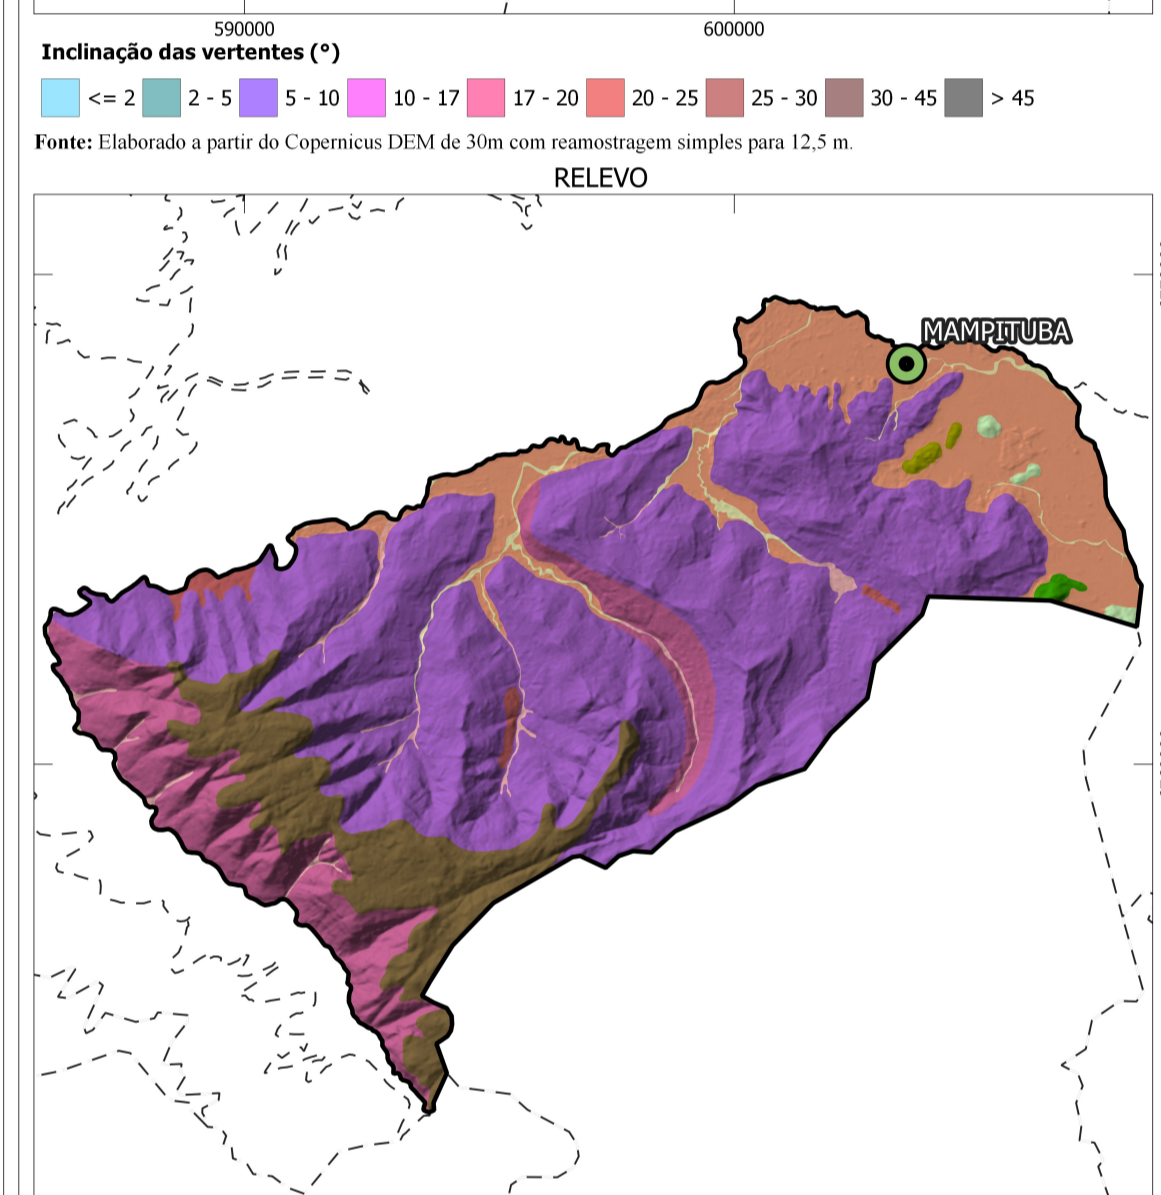 590000 600000
Inclinação das vertentes (°)
<= 2 2 - 5 5 - 10 10 - 17 17 - 20 20 - 25 25 - 30 30 - 45 > 45
Fonte: Elaborado a partir do Copernicus DEM de 30m com reamostragem simples para 12,5 m.
RELEVO
MAMPITUBA